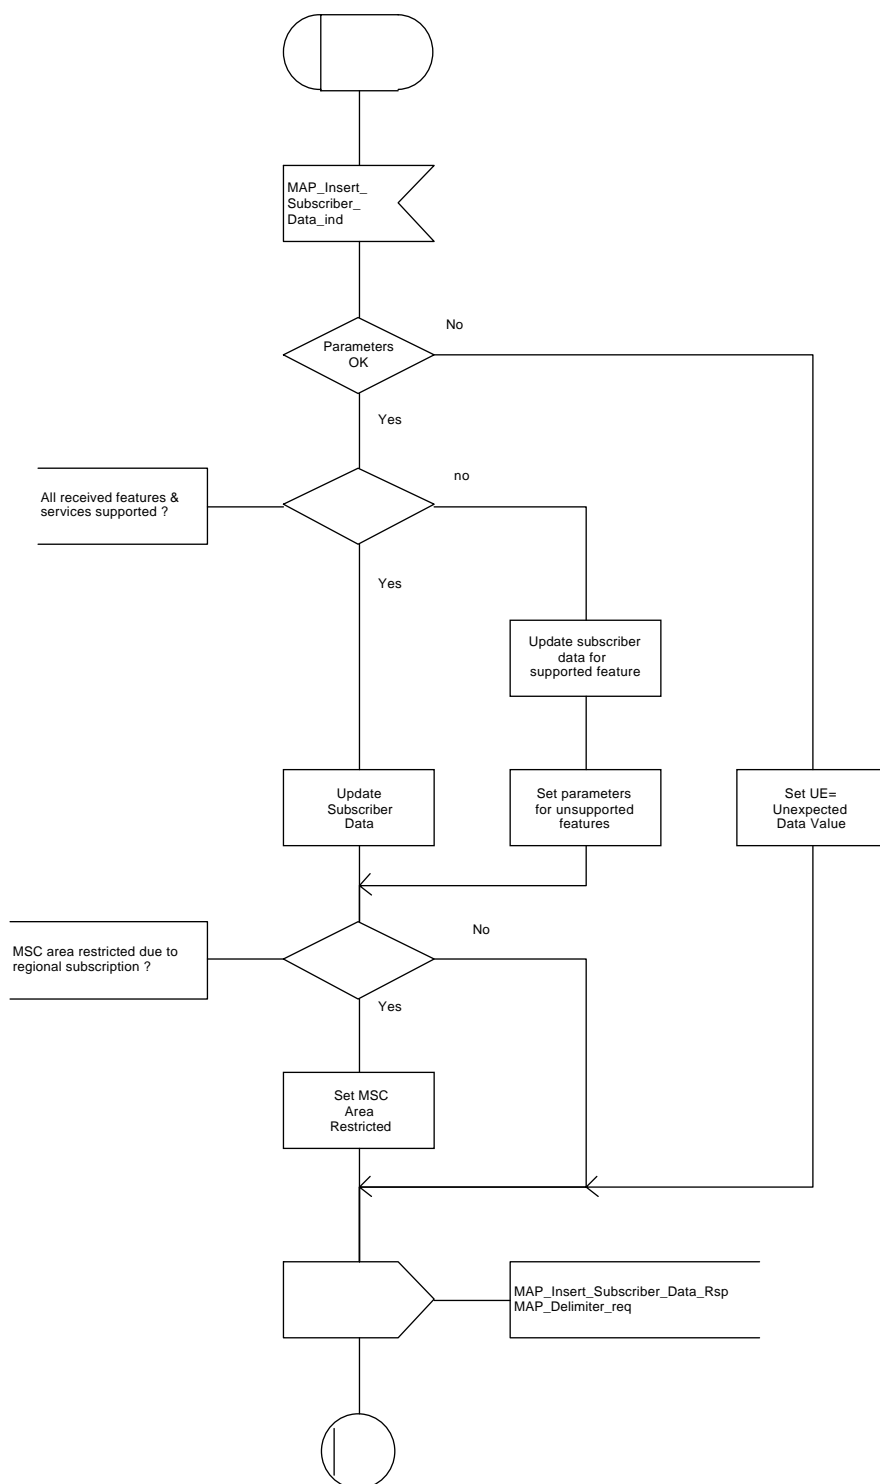 MAP_Insert_
Subscriber_
Data_ind
No
Parameters
OK
Yes
no
All received features &
services supported ?
Yes
Update subscriber
data for
supported feature
Update
Subscriber
Data
Set parameters
for unsupported
features
Set UE=
Unexpected
Data Value
No
MSC area restricted due to
regional subscription ?
Yes
Set MSC
Area
Restricted
MAP_Insert_Subscriber_Data_Rsp
MAP_Delimiter_req